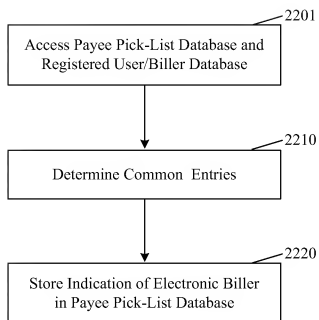 2201
Access Payee Pick-List Database and
Registered User/Biller Database
2210
Determine Common Entries
2220
Store Indication of Electronic Biller
in Payee Pick-List Database